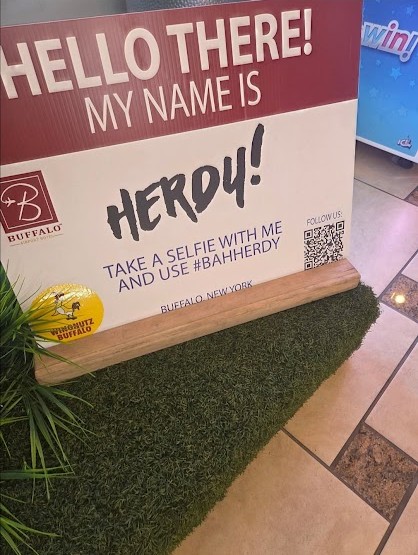 HELLO THERE!
MY NAME IS
HERDY!
TAKE A SELFIE WITH ME
AND USE #BAHHERDY
BUFFALO, NEW YORK
FOLLOW US:
B
BUFFALO
WINGNUTZ
BUFFALO
win!